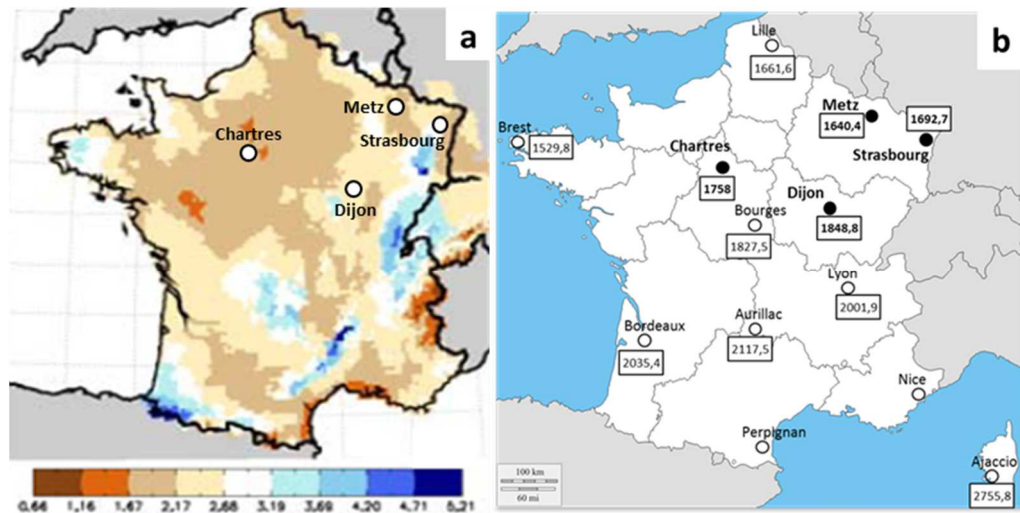 a
Metz
Strasbourg
Chartres
Dijon
0,66 1,16 1,67 2,17 2,68 3,19 3,69 4,20 4,71 5,21
b
Lille
1661,6
Metz
1640,4
1692,7
Strasbourg
Brest
1529,8
Chartres
1758
Dijon
1848,8
Bourges
1827,5
Lyon
2001,9
Aurillac
2117,5
Bordeaux
2035,4
Nice
Perpignan
Ajaccio
2755,8
100 km
60 mi